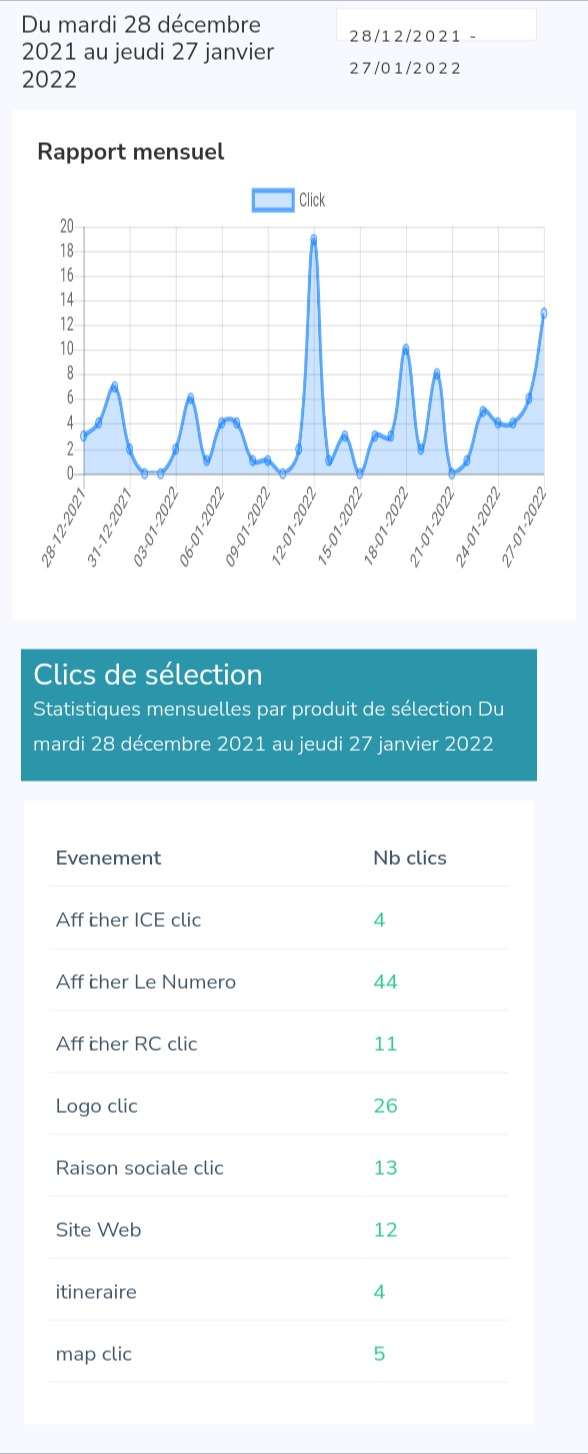 Du mardi 28 décembre
2021 au jeudi 27 janvier
2022
28/12/2021 -
27/01/2022
Rapport mensuel
Click
20
18
16
14
12
10
8
6
4
2
0
28-12-2021
31-12-2021
03-01-2022
06-01-2022
09-01-2022
12-01-2022
15-01-2022
18-01-2022
21-01-2022
24-01-2022
27-01-2022
Clics de sélection
Statistiques mensuelles par produit de sélection Du
mardi 28 décembre 2021 au jeudi 27 janvier 2022
Evenement Nb clics
Afficher ICE clic 4
Afficher Le Numero 44
Afficher RC clic 11
Logo clic 26
Raison sociale clic 13
Site Web 12
itineraire 4
map clic 5